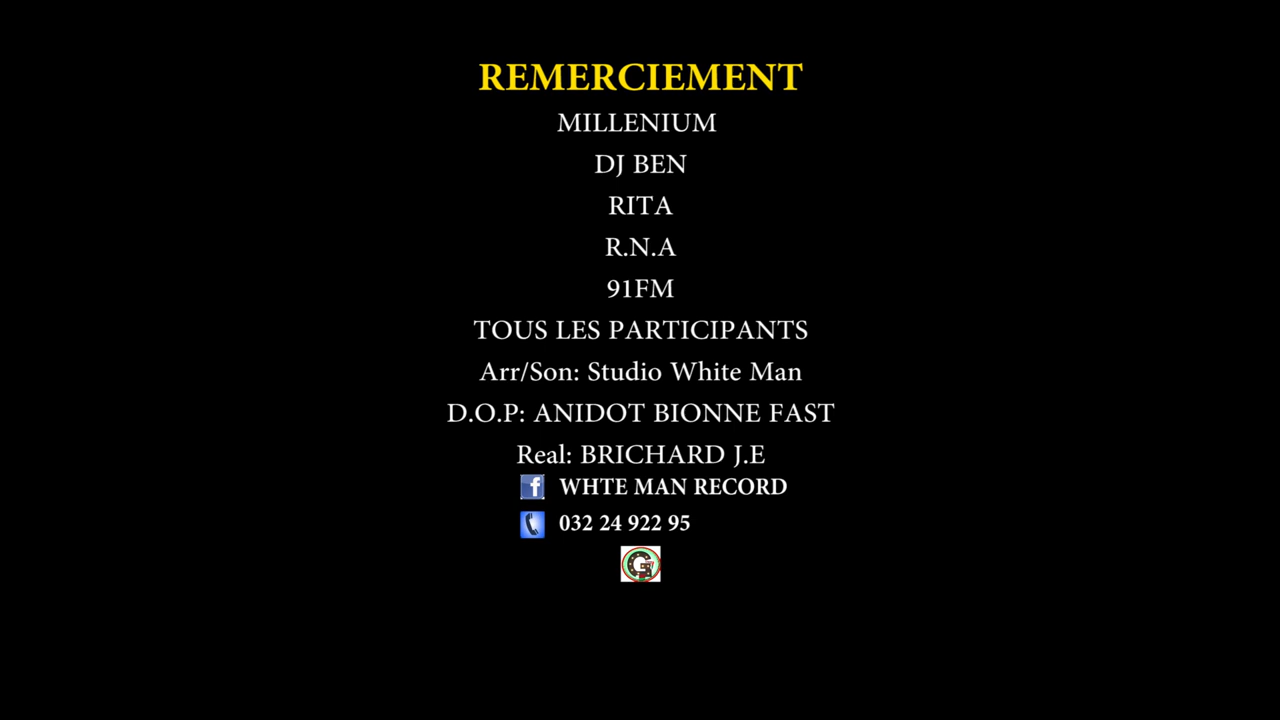 REMERCIEMENT
MILLENIUM
DJ BEN
RITA
R.N.A
91FM
TOUS LES PARTICIPANTS
Arr/Son: Studio White Man
D.O.P: ANIDOT BIONNE FAST
Real: BRICHARD J.E
WHTE MAN RECORD
032 24 922 95